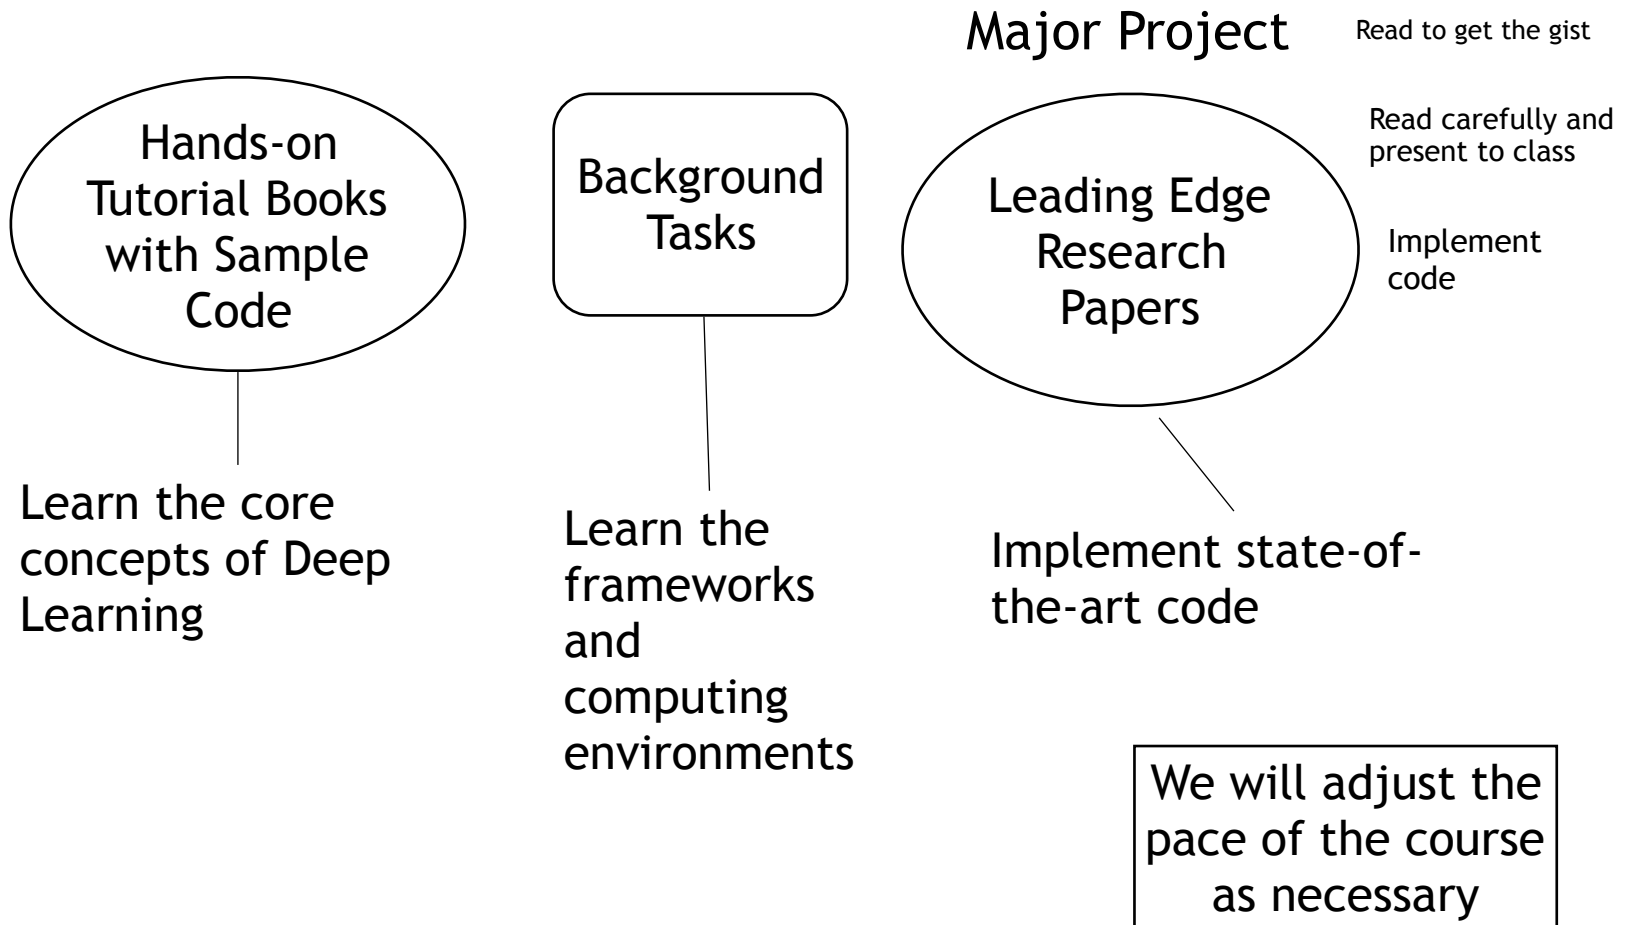 Major Project
Read to get the gist
Hands-on
Tutorial Books
with Sample
Code
Background
Tasks
Leading Edge
Research
Papers
Read carefully and
present to class
Implement
code
Learn the core
concepts of Deep
Learning
Learn the
frameworks
and
computing
environments
Implement state-of-
the-art code
We will adjust the
pace of the course
as necessary